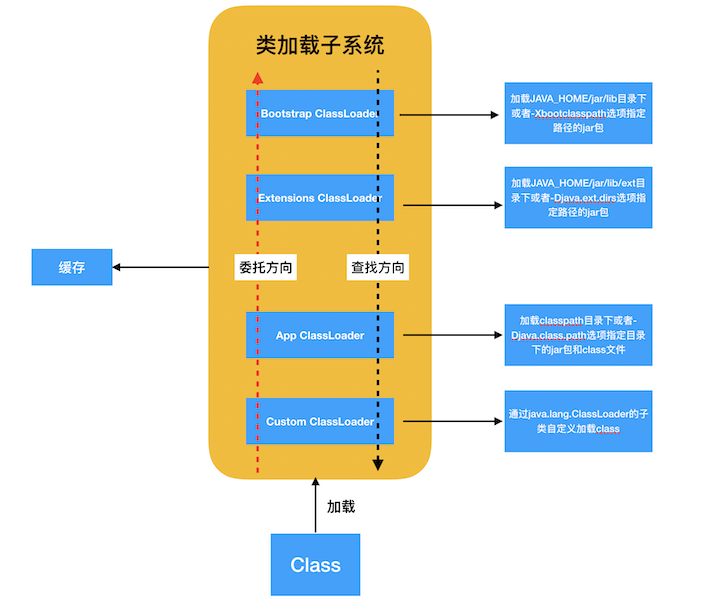 类加载子系统
Bootstrap ClassLoader
加载JAVA_HOME/jar/lib目录下
或者-Xbootclasspath选项指定
路径的jar包
Extensions ClassLoader
加载JAVA_HOME/jar/lib/ext目
录下或者-Djava.ext.dirs选项指
定路径的jar包
缓存
委托方向
查找方向
App ClassLoader
加载classpath目录下或者-
Djava.class.path选项指定目录
下的jar包和class文件
Custom ClassLoader
通过java.lang.ClassLoader的子
类自定义加载class
加载
Class